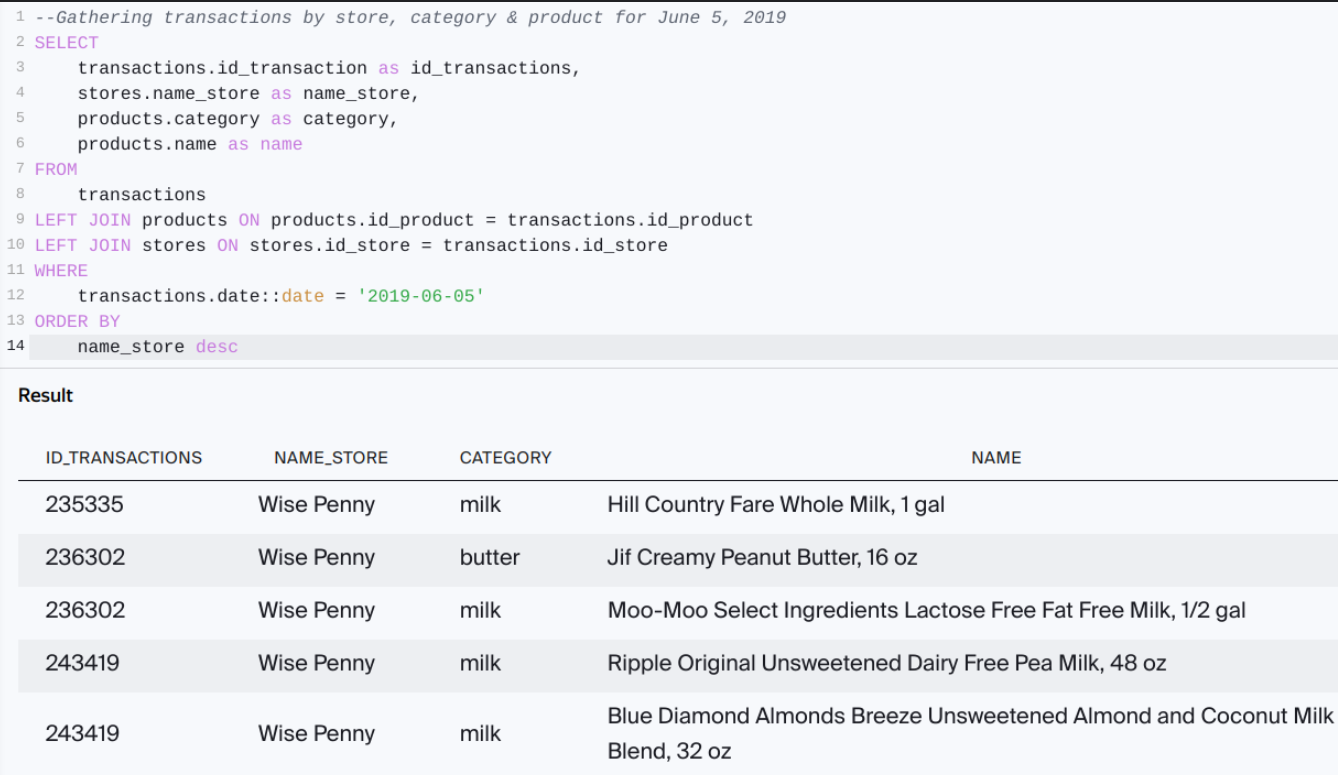 1 --Gathering transactions by store, category & product for June 5, 2019
2 SELECT
3 transactions.id_transaction as id_transactions,
4 stores.name_store as name_store,
5 products.category as category,
6 products.name as name
7 FROM
8 transactions
9 LEFT JOIN products ON products.id_product = transactions.id_product
10 LEFT JOIN stores ON stores.id_store = transactions.id_store
11 WHERE
12 transactions.date::date = '2019-06-05'
13 ORDER BY
14 name_store desc
Result
ID_TRANSACTIONS NAME_STORE CATEGORY NAME
235335 Wise Penny milk Hill Country Fare Whole Milk, 1 gal
236302 Wise Penny butter Jif Creamy Peanut Butter, 16 oz
236302 Wise Penny milk Moo-Moo Select Ingredients Lactose Free Fat Free Milk, 1/2 gal
243419 Wise Penny milk Ripple Original Unsweetened Dairy Free Pea Milk, 48 oz
243419 Wise Penny milk Blue Diamond Almonds Breeze Unsweetened Almond and Coconut Milk
Blend, 32 oz